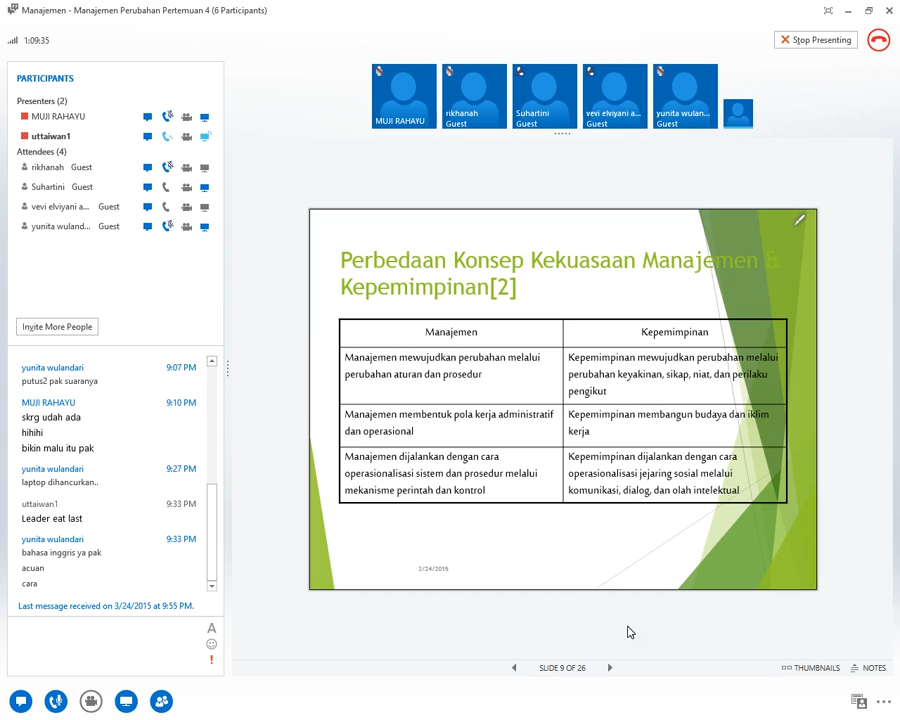 Manajemen - Manajemen Perubahan Pertemuan 4 (6 Participants)
1:09:35
Stop Presenting
PARTICIPANTS
Presenters (2)
MUJI RAHAYU
uttaiwan1
Attendees (4)
rikhanah Guest
Suhartini Guest
vevi elviyani a... Guest
yunita wuland... Guest
Invite More People
MUJI RAHAYU
rikhanah
Guest
Suhartini
Guest
vevi elviyani a...
Guest
yunita wulan...
Guest
yunita wulandari 9:07 PM
putus2 pak suaranya
MUJI RAHAYU 9:10 PM
skrg udah ada
hihihi
bikin malu itu pak
yunita wulandari 9:27 PM
laptop dihancurkan..
uttaiwan1 9:33 PM
Leader eat last
yunita wulandari 9:33 PM
bahasa inggris ya pak
acuan
cara
Last message received on 3/24/2015 at 9:55 PM.
A
!
Perbedaan Konsep Kekuasaan Manajemen &
Kepemimpinan[2]
Manajemen
Kepemimpinan
Manajemen mewujudkan perubahan melalui
perubahan aturan dan prosedur
Kepemimpinan mewujudkan perubahan melalui
perubahan keyakinan, sikap, niat, dan perilaku
pengikut
Manajemen membentuk pola kerja administratif
dan operasional
Kepemimpinan membangun budaya dan iklim
kerja
Manajemen dijalankan dengan cara
operasionalisasi sistem dan prosedur melalui
mekanisme perintah dan kontrol
Kepemimpinan dijalankan dengan cara
operasionalisasi jejaring sosial melalui
komunikasi, dialog, dan olah intelektual
3/24/2015
SLIDE 9 OF 26
THUMBNAILS
NOTES